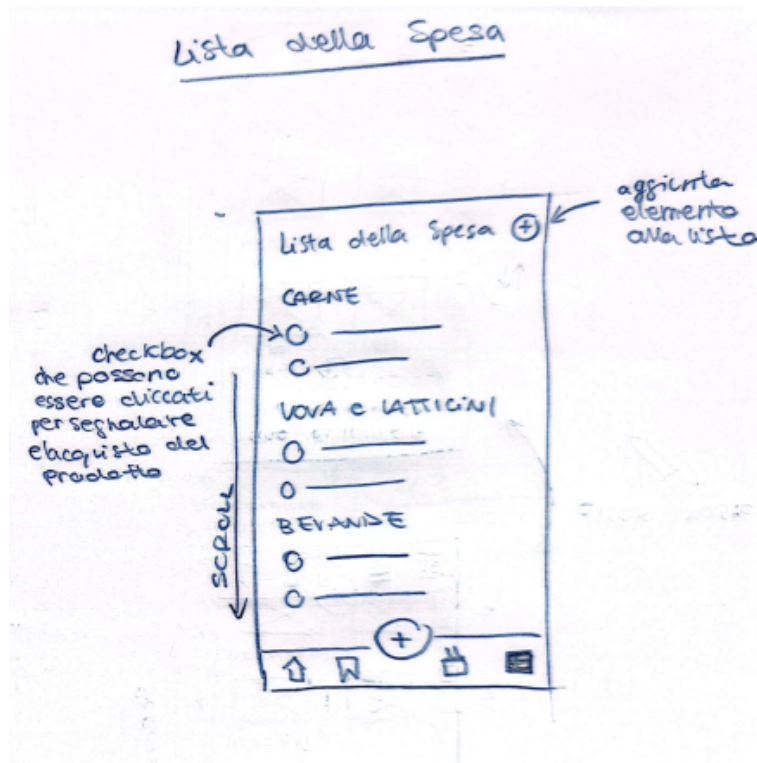 Lista della Spesa
aggiunta
elemento
alla lista
Lista della Spesa +
CARNE
checkbox
che possono
essere cliccati
per segnalare
l'acquisto del
prodotto
UOVA e LATTICINI
SCROLL
BEVANDE
+